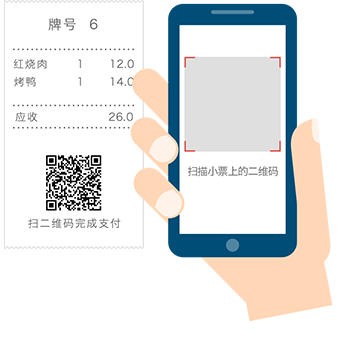 牌号 6
红烧肉 1 12.0
烤鸭 1 14.0
应收 26.0
扫二维码完成支付
扫描小票上的二维码